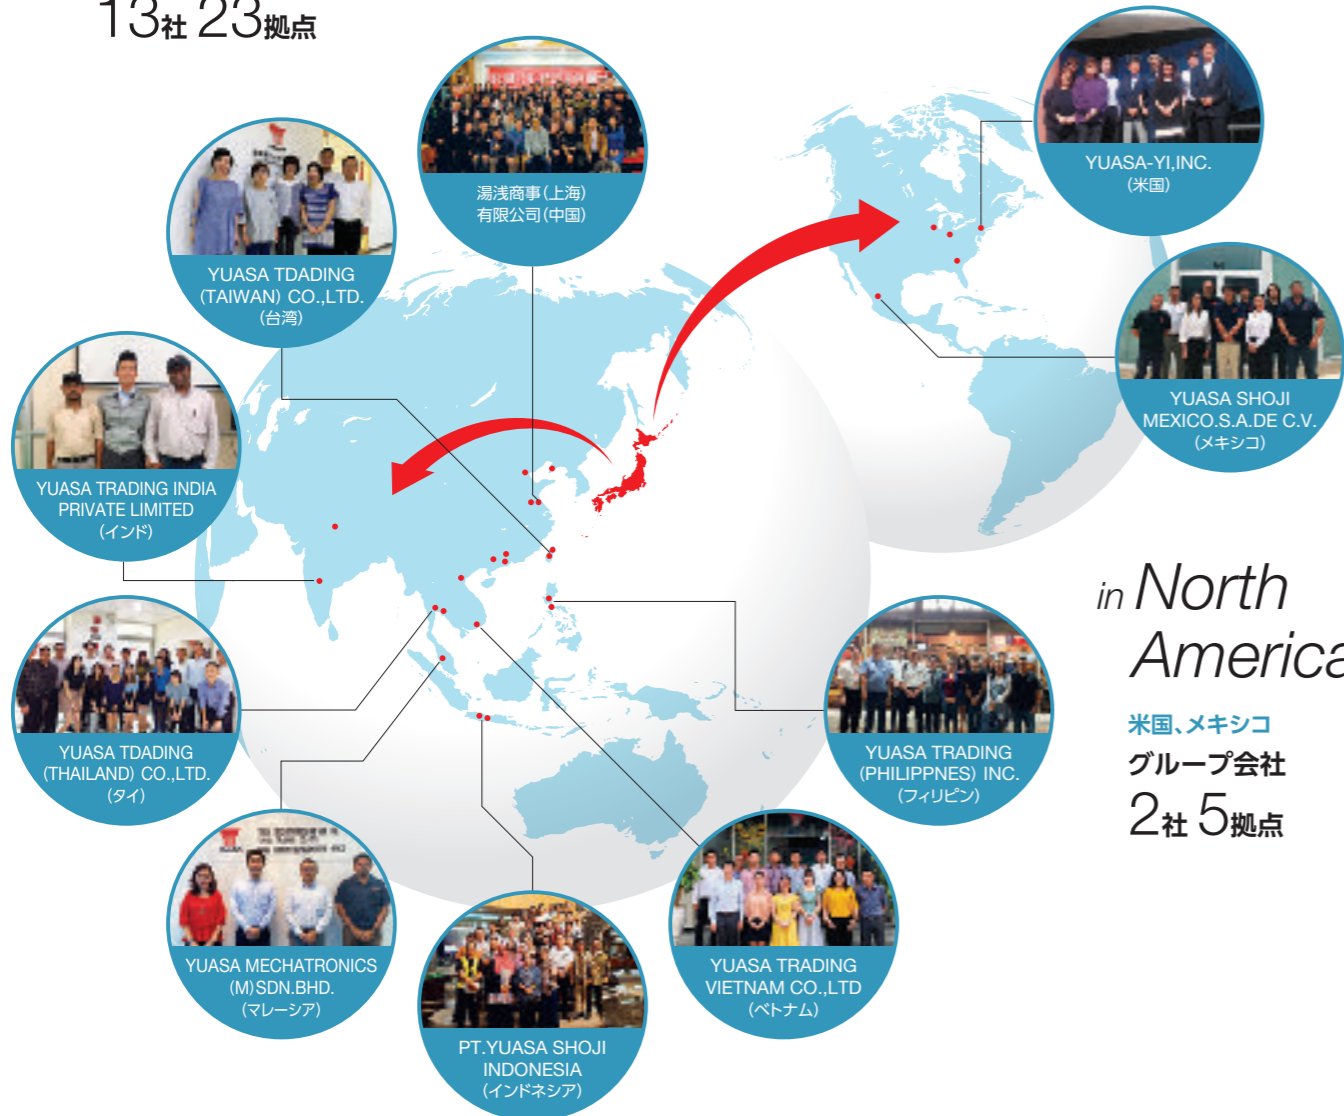 13社 23拠点
湯浅商事(上海)
有限公司(中国)
YUASA-YI,INC.
(米国)
YUASA TDADING
(TAIWAN) CO.,LTD.
(台湾)
YUASA SHOJI
MEXICO.S.A.DE C.V.
(メキシコ)
YUASA TRADING INDIA
PRIVATE LIMITED
(インド)
in North
America
米国、メキシコ
グループ会社
2社 5拠点
YUASA TDADING
(THAILAND) CO.,LTD.
(タイ)
YUASA TRADING
(PHILIPPNES) INC.
(フィリピン)
YUASA MECHATRONICS
(M)SDN.BHD.
(マレーシア)
YUASA TRADING
VIETNAM CO.,LTD
(ベトナム)
PT.YUASA SHOJI
INDONESIA
(インドネシア)